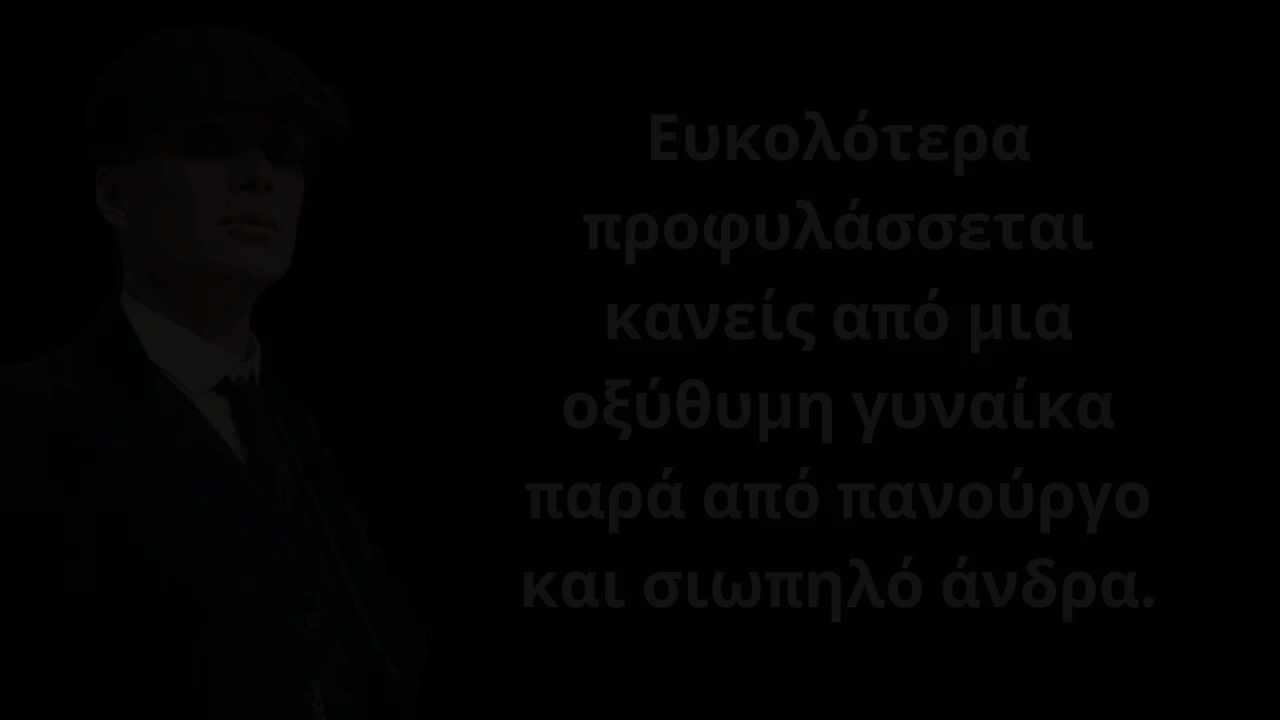 Ευκολότερα
προφυλάσσεται
κανείς από μια
οξύθυμη γυναίκα
παρά από πανούργο
και σιωπηλό άνδρα.